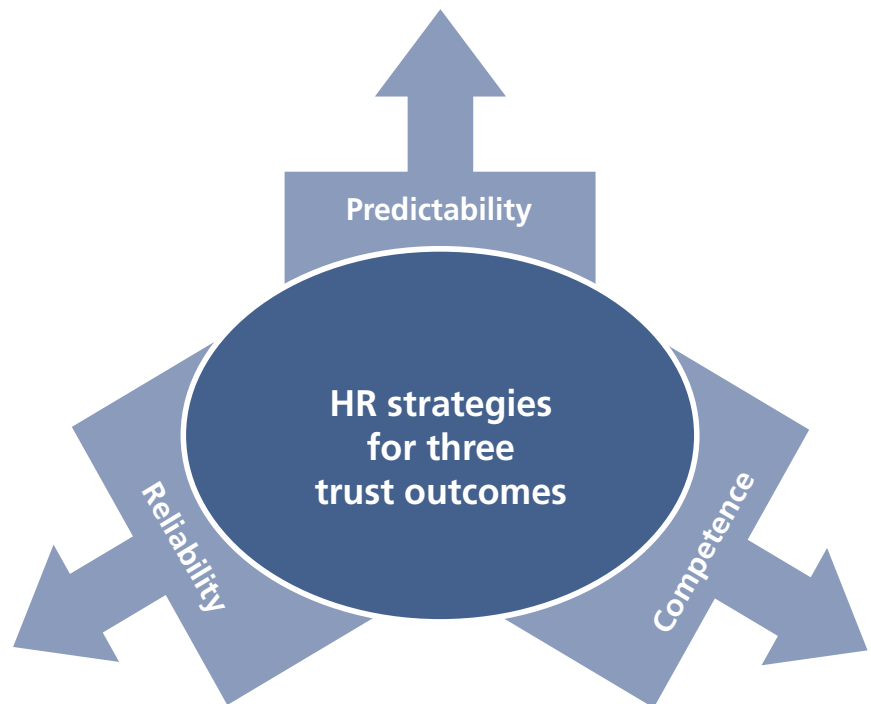 Predictability
HR strategies
for three
trust outcomes
Reliability
Competence